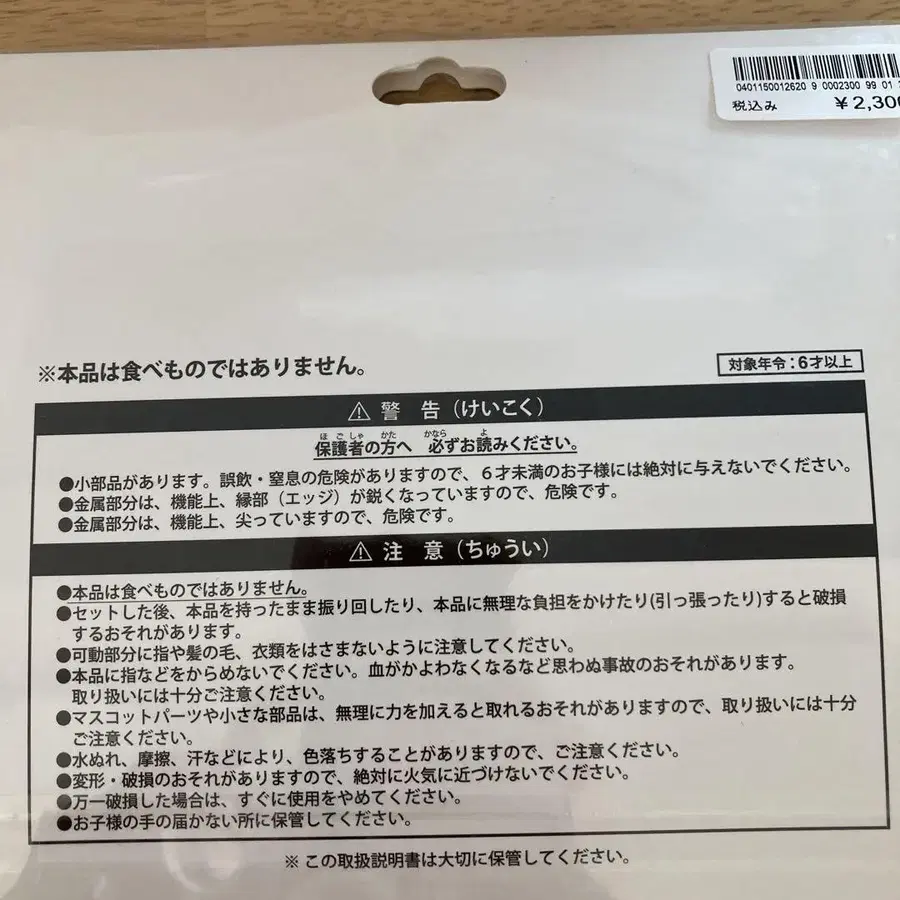 0401150012620 9 0002300 99 01
税込み ¥2,300
※本品は食べものではありません。
対象年令：6才以上
⚠ 警 告（けいこく）
ほごしゃ かた かなら よ
保護者の方へ 必ずお読みください。
●小部品があります。誤飲・窒息の危険がありますので、６才未満のお子様には絶対に与えないでください。
●金属部分は、機能上、縁部（エッジ）が鋭くなっていますので、危険です。
●金属部分は、機能上、尖っていますので、危険です。
⚠ 注 意（ちゅうい）
●本品は食べものではありません。
●セットした後、本品を持ったまま振り回したり、本品に無理な負担をかけたり(引っ張ったり)すると破損
するおそれがあります。
●可動部分に指や髪の毛、衣類をはさまないように注意してください。
●本品に指などをからめないでください。血がかよわなくなるなど思わぬ事故のおそれがあります。
取り扱いには十分ご注意ください。
●マスコットパーツや小さな部品は、無理に力を加えると取れるおそれがありますので、取り扱いには十分
ご注意ください。
●水ぬれ、摩擦、汗などにより、色落ちすることがありますので、ご注意ください。
●変形・破損のおそれがありますので、絶対に火気に近づけないでください。
●万一破損した場合は、すぐに使用をやめてください。
●お子様の手の届かない所に保管してください。
※ この取扱説明書は大切に保管してください。